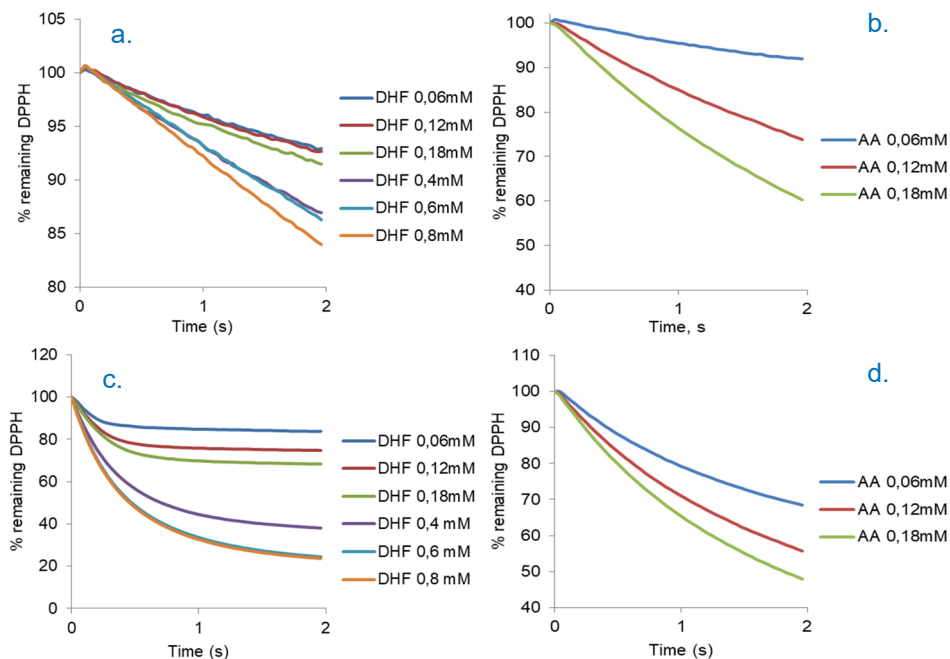 a.
% remaining DPPH
105
100
95
90
85
80
0
1
2
Time (s)
DHF 0,06mM
DHF 0,12mM
DHF 0,18mM
DHF 0,4mM
DHF 0,6mM
DHF 0,8mM
b.
% remaining DPPH
100
90
80
70
60
50
40
0
1
2
Time, s
AA 0,06mM
AA 0,12mM
AA 0,18mM
c.
% remaining DPPH
120
100
80
60
40
20
0
0
1
2
Time (s)
DHF 0,06mM
DHF 0,12mM
DHF 0,18mM
DHF 0,4 mM
DHF 0,6 mM
DHF 0,8 mM
d.
% remaining DPPH
110
100
90
80
70
60
50
40
0
1
2
Time (s)
AA 0,06mM
AA 0,12mM
AA 0,18mM